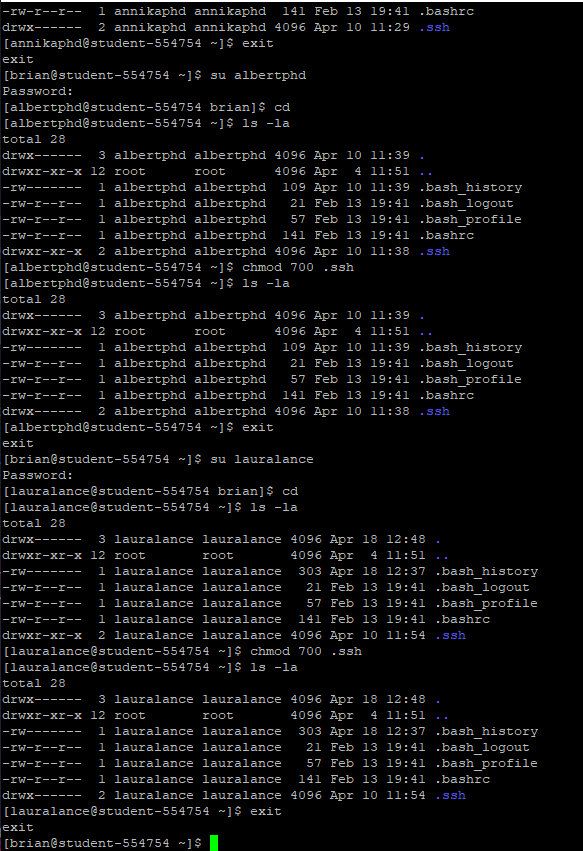 -rw-r--r--  1 annikaphd annikaphd  141 Feb 13 19:41 .bashrc
drwx------  2 annikaphd annikaphd 4096 Apr 10 11:29 .ssh
[annikaphd@student-554754 ~]$ exit
exit
[brian@student-554754 ~]$ su albertphd
Password:
[albertphd@student-554754 brian]$ cd
[albertphd@student-554754 ~]$ ls -la
total 28
drwx------  3 albertphd albertphd 4096 Apr 10 11:39 .
drwxr-xr-x 12 root      root      4096 Apr  4 11:51 ..
-rw-------  1 albertphd albertphd  109 Apr 10 11:39 .bash_history
-rw-r--r--  1 albertphd albertphd   21 Feb 13 19:41 .bash_logout
-rw-r--r--  1 albertphd albertphd   57 Feb 13 19:41 .bash_profile
-rw-r--r--  1 albertphd albertphd  141 Feb 13 19:41 .bashrc
drwxr-xr-x  2 albertphd albertphd 4096 Apr 10 11:38 .ssh
[albertphd@student-554754 ~]$ chmod 700 .ssh
[albertphd@student-554754 ~]$ ls -la
total 28
drwx------  3 albertphd albertphd 4096 Apr 10 11:39 .
drwxr-xr-x 12 root      root      4096 Apr  4 11:51 ..
-rw-------  1 albertphd albertphd  109 Apr 10 11:39 .bash_history
-rw-r--r--  1 albertphd albertphd   21 Feb 13 19:41 .bash_logout
-rw-r--r--  1 albertphd albertphd   57 Feb 13 19:41 .bash_profile
-rw-r--r--  1 albertphd albertphd  141 Feb 13 19:41 .bashrc
drwx------  2 albertphd albertphd 4096 Apr 10 11:38 .ssh
[albertphd@student-554754 ~]$ exit
exit
[brian@student-554754 ~]$ su lauralance
Password:
[lauralance@student-554754 brian]$ cd
[lauralance@student-554754 ~]$ ls -la
total 28
drwx------  3 lauralance lauralance 4096 Apr 18 12:48 .
drwxr-xr-x 12 root       root       4096 Apr  4 11:51 ..
-rw-------  1 lauralance lauralance  303 Apr 18 12:37 .bash_history
-rw-r--r--  1 lauralance lauralance   21 Feb 13 19:41 .bash_logout
-rw-r--r--  1 lauralance lauralance   57 Feb 13 19:41 .bash_profile
-rw-r--r--  1 lauralance lauralance  141 Feb 13 19:41 .bashrc
drwxr-xr-x  2 lauralance lauralance 4096 Apr 10 11:54 .ssh
[lauralance@student-554754 ~]$ chmod 700 .ssh
[lauralance@student-554754 ~]$ ls -la
total 28
drwx------  3 lauralance lauralance 4096 Apr 18 12:48 .
drwxr-xr-x 12 root       root       4096 Apr  4 11:51 ..
-rw-------  1 lauralance lauralance  303 Apr 18 12:37 .bash_history
-rw-r--r--  1 lauralance lauralance   21 Feb 13 19:41 .bash_logout
-rw-r--r--  1 lauralance lauralance   57 Feb 13 19:41 .bash_profile
-rw-r--r--  1 lauralance lauralance  141 Feb 13 19:41 .bashrc
drwx------  2 lauralance lauralance 4096 Apr 10 11:54 .ssh
[lauralance@student-554754 ~]$ exit
exit
[brian@student-554754 ~]$